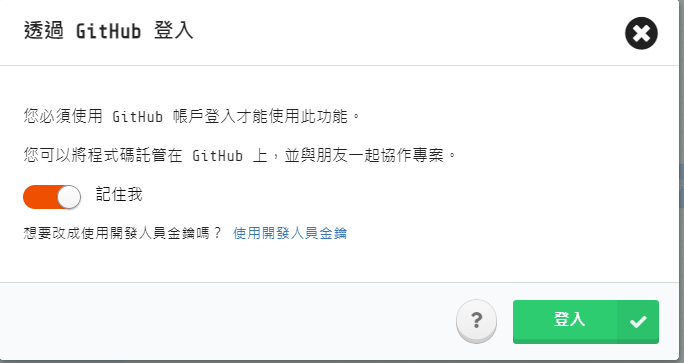 透過 GitHub 登入
您必須使用 GitHub 帳戶登入才能使用此功能。
您可以將程式碼託管在 GitHub 上，並與朋友一起協作專案。
記住我
想要改成使用開發人員金鑰嗎？ 使用開發人員金鑰
?
登入